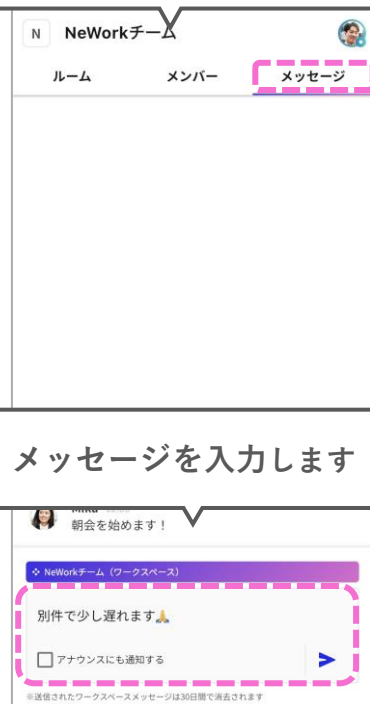 N NeWorkチーム
ルーム メンバー メッセージ
メッセージを入力します
朝会を始めます！
NeWorkチーム（ワークスペース）
別件で少し遅れます🙏
アナウンスにも通知する
※送信されたワークスペースメッセージは30日間で消去されます